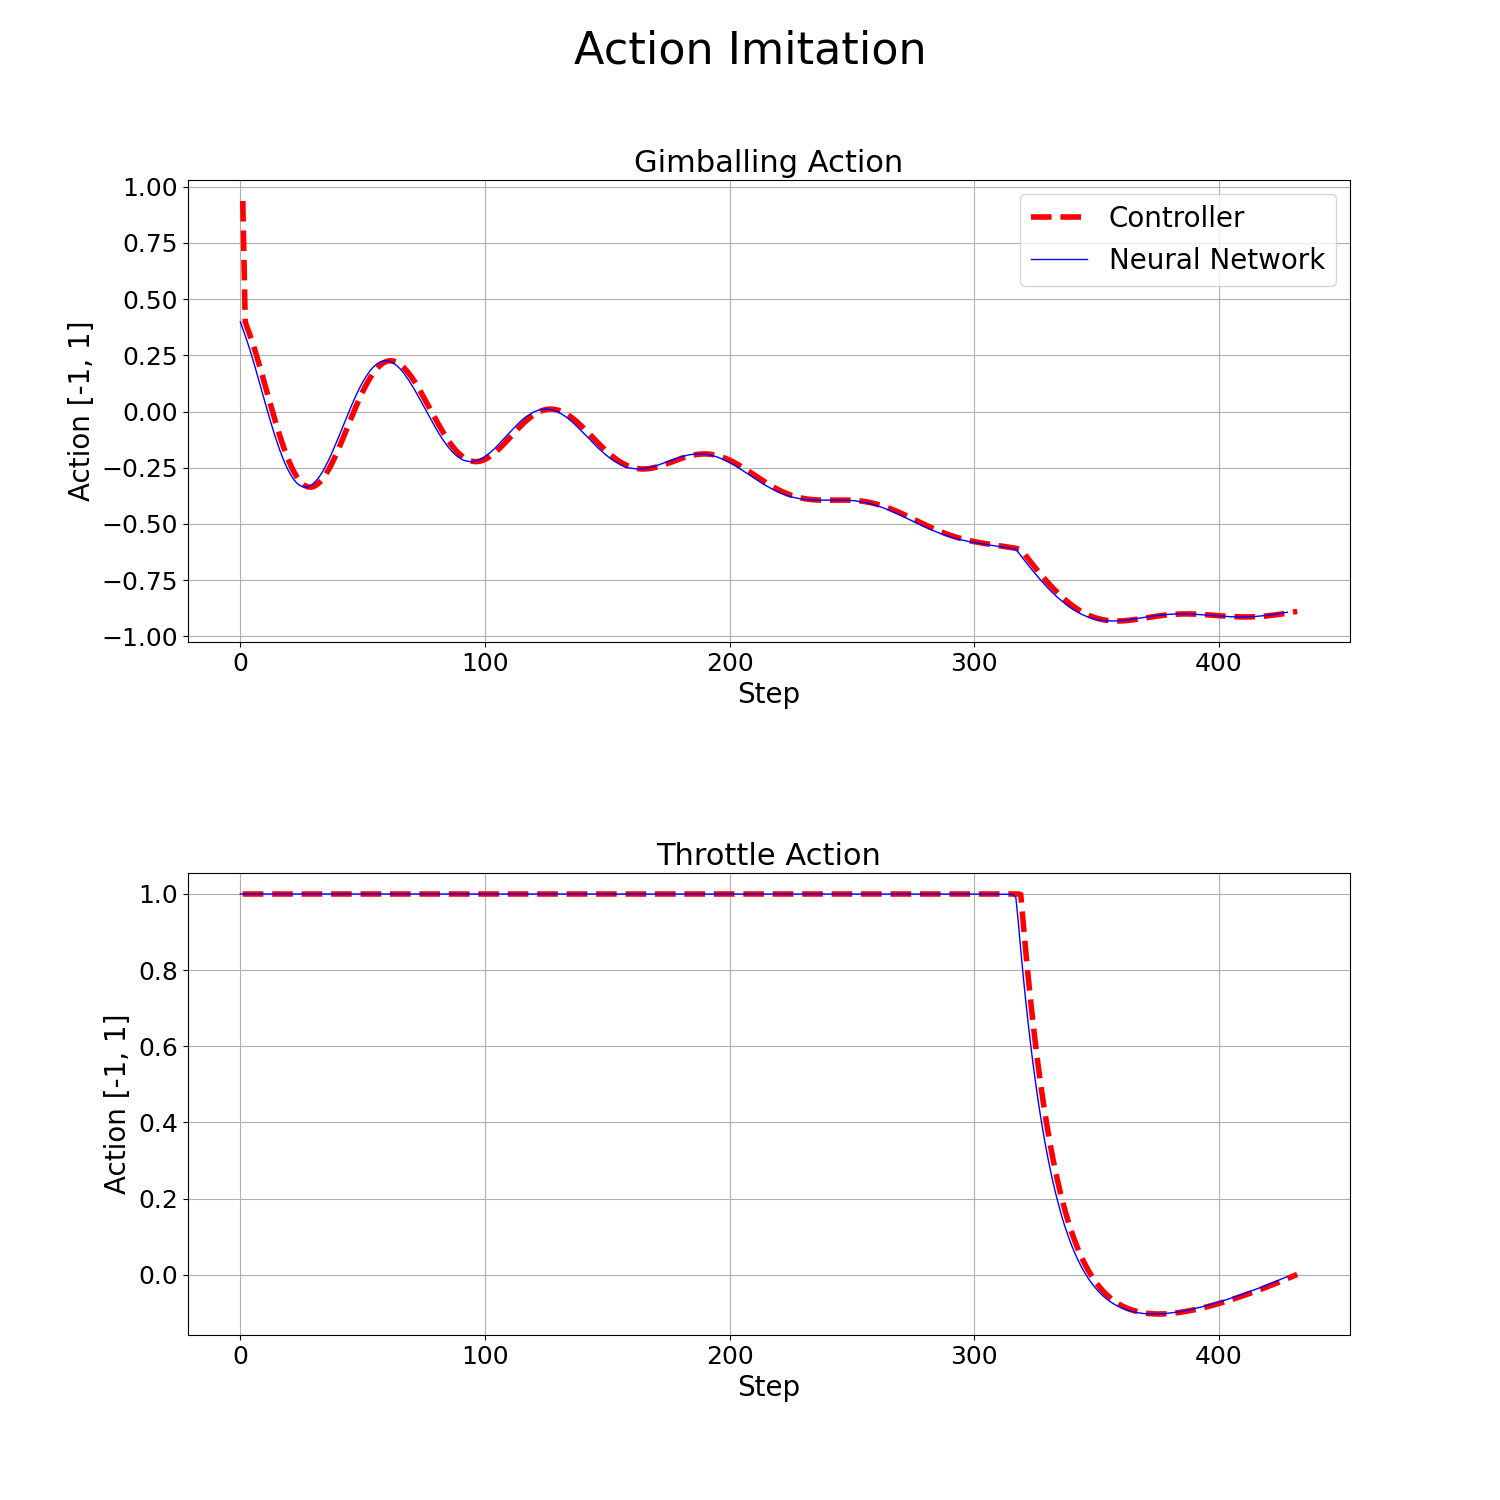 Action Imitation
Gimballing Action
1.00
0.75
0.50
0.25
0.00
−0.25
−0.50
−0.75
−1.00
Action [-1, 1]
Controller
Neural Network
0 100 200 300 400
Step
Throttle Action
1.0
0.8
0.6
0.4
0.2
0.0
Action [-1, 1]
0 100 200 300 400
Step